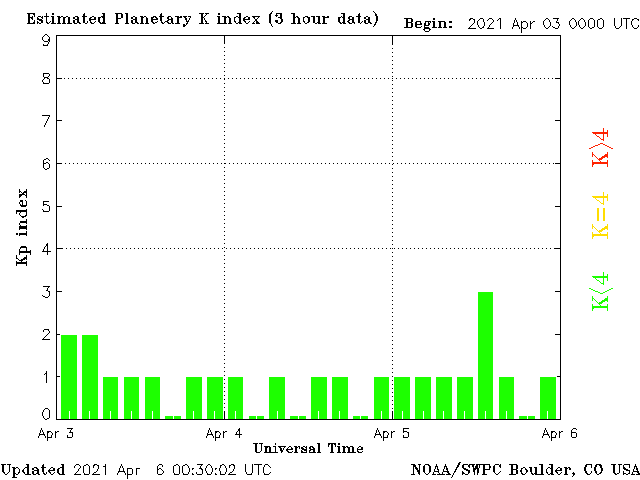 Estimated Planetary K index (3 hour data)
Begin: 2021 Apr 03 0000 UTC
9
8
7
6
5
4
3
2
1
0
Kp index
K>4
K=4
K<4
Apr 3 Apr 4 Apr 5 Apr 6
Universal Time
Updated 2021 Apr 6 00:30:02 UTC
NOAA/SWPC Boulder, CO USA